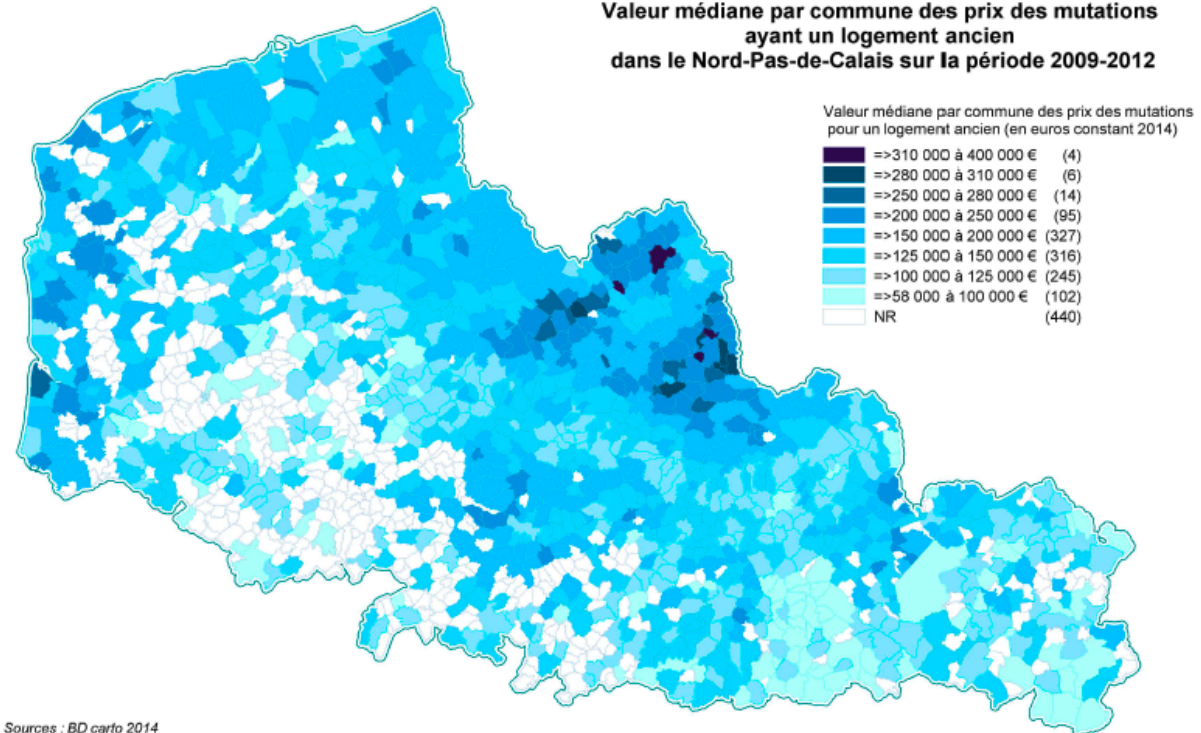 Valeur médiane par commune des prix des mutations
ayant un logement ancien
dans le Nord-Pas-de-Calais sur la période 2009-2012
Valeur médiane par commune des prix des mutations
pour un logement ancien (en euros constant 2014)
=>310 000 à 400 000 € (4)
=>280 000 à 310 000 € (6)
=>250 000 à 280 000 € (14)
=>200 000 à 250 000 € (95)
=>150 000 à 200 000 € (327)
=>125 000 à 150 000 € (316)
=>100 000 à 125 000 € (245)
=>58 000 à 100 000 € (102)
NR (440)
Sources : BD carto 2014